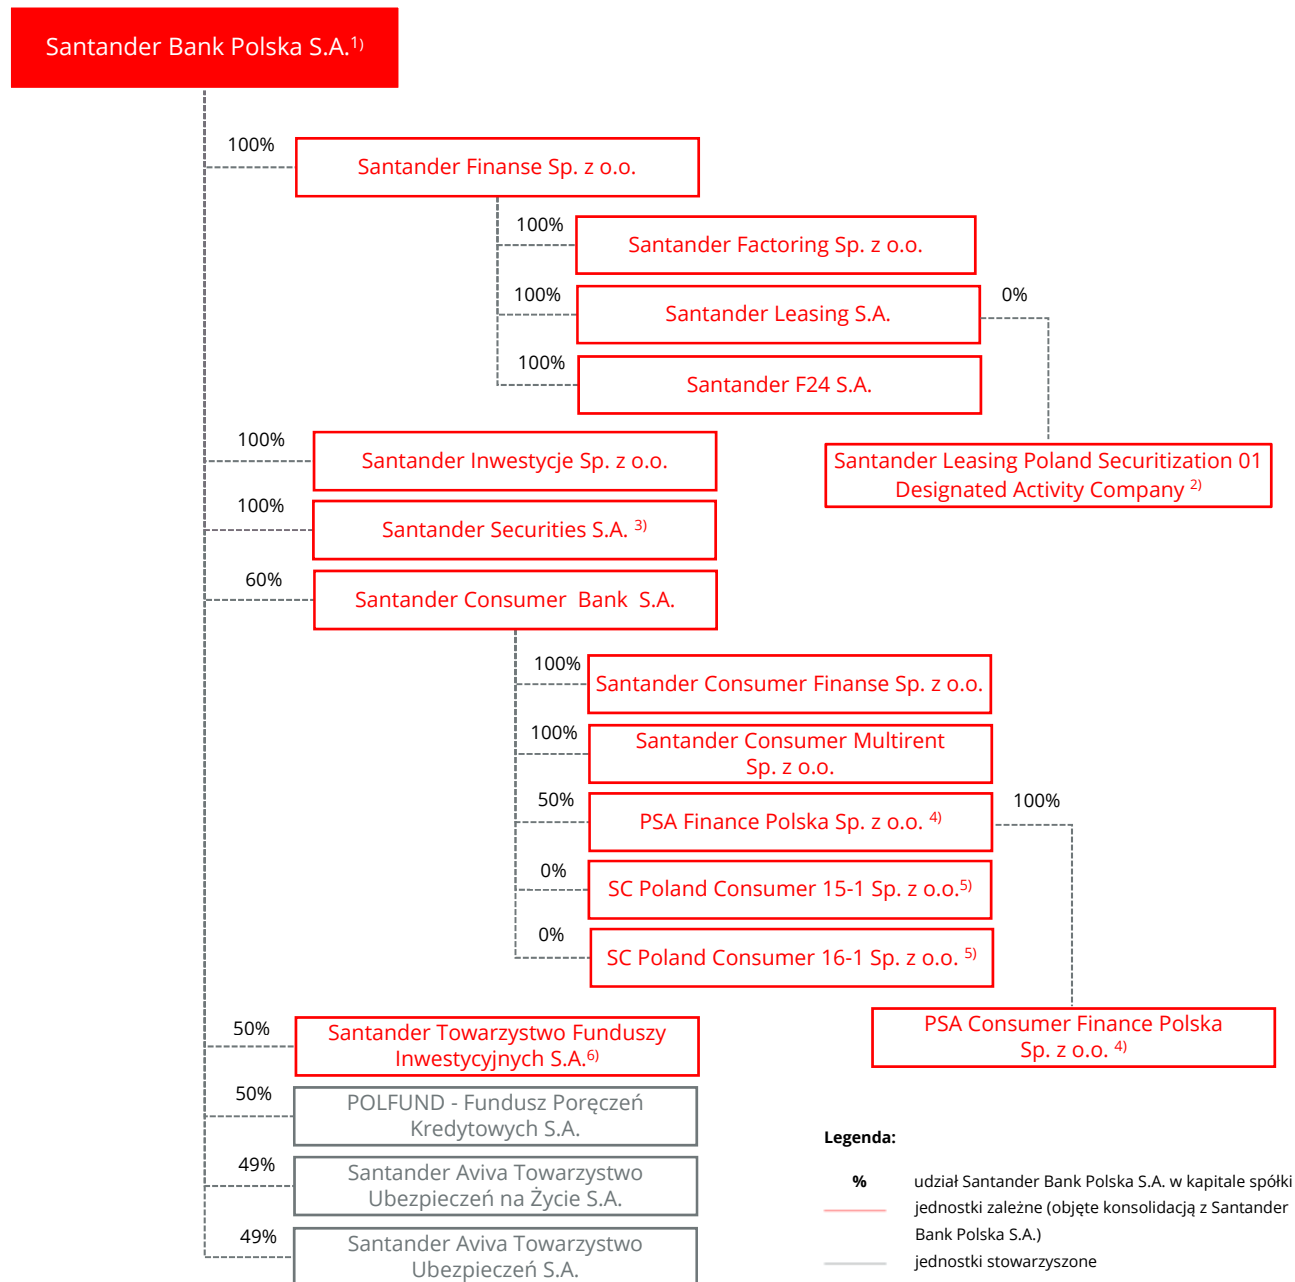 Santander Bank Polska S.A.1)
100%
Santander Finanse Sp. z o.o.
100%
Santander Factoring Sp. z o.o.
100%
Santander Leasing S.A.
0%
100%
Santander F24 S.A.
100%
Santander Inwestycje Sp. z o.o.
Santander Leasing Poland Securitization 01
Designated Activity Company 2)
100%
Santander Securities S.A. 3)
60%
Santander Consumer Bank S.A.
100%
Santander Consumer Finanse Sp. z o.o.
100%
Santander Consumer Multirent
Sp. z o.o.
50%
PSA Finance Polska Sp. z o.o. 4)
100%
0%
SC Poland Consumer 15-1 Sp. z o.o.5)
0%
SC Poland Consumer 16-1 Sp. z o.o. 5)
PSA Consumer Finance Polska
Sp. z o.o. 4)
50%
Santander Towarzystwo Funduszy
Inwestycyjnych S.A.6)
50%
POLFUND - Fundusz Poręczeń
Kredytowych S.A.
49%
Santander Aviva Towarzystwo
Ubezpieczeń na Życie S.A.
49%
Santander Aviva Towarzystwo
Ubezpieczeń S.A.
Legenda:
% udział Santander Bank Polska S.A. w kapitale spółki
jednostki zależne (objęte konsolidacją z Santander
Bank Polska S.A.)
jednostki stowarzyszone